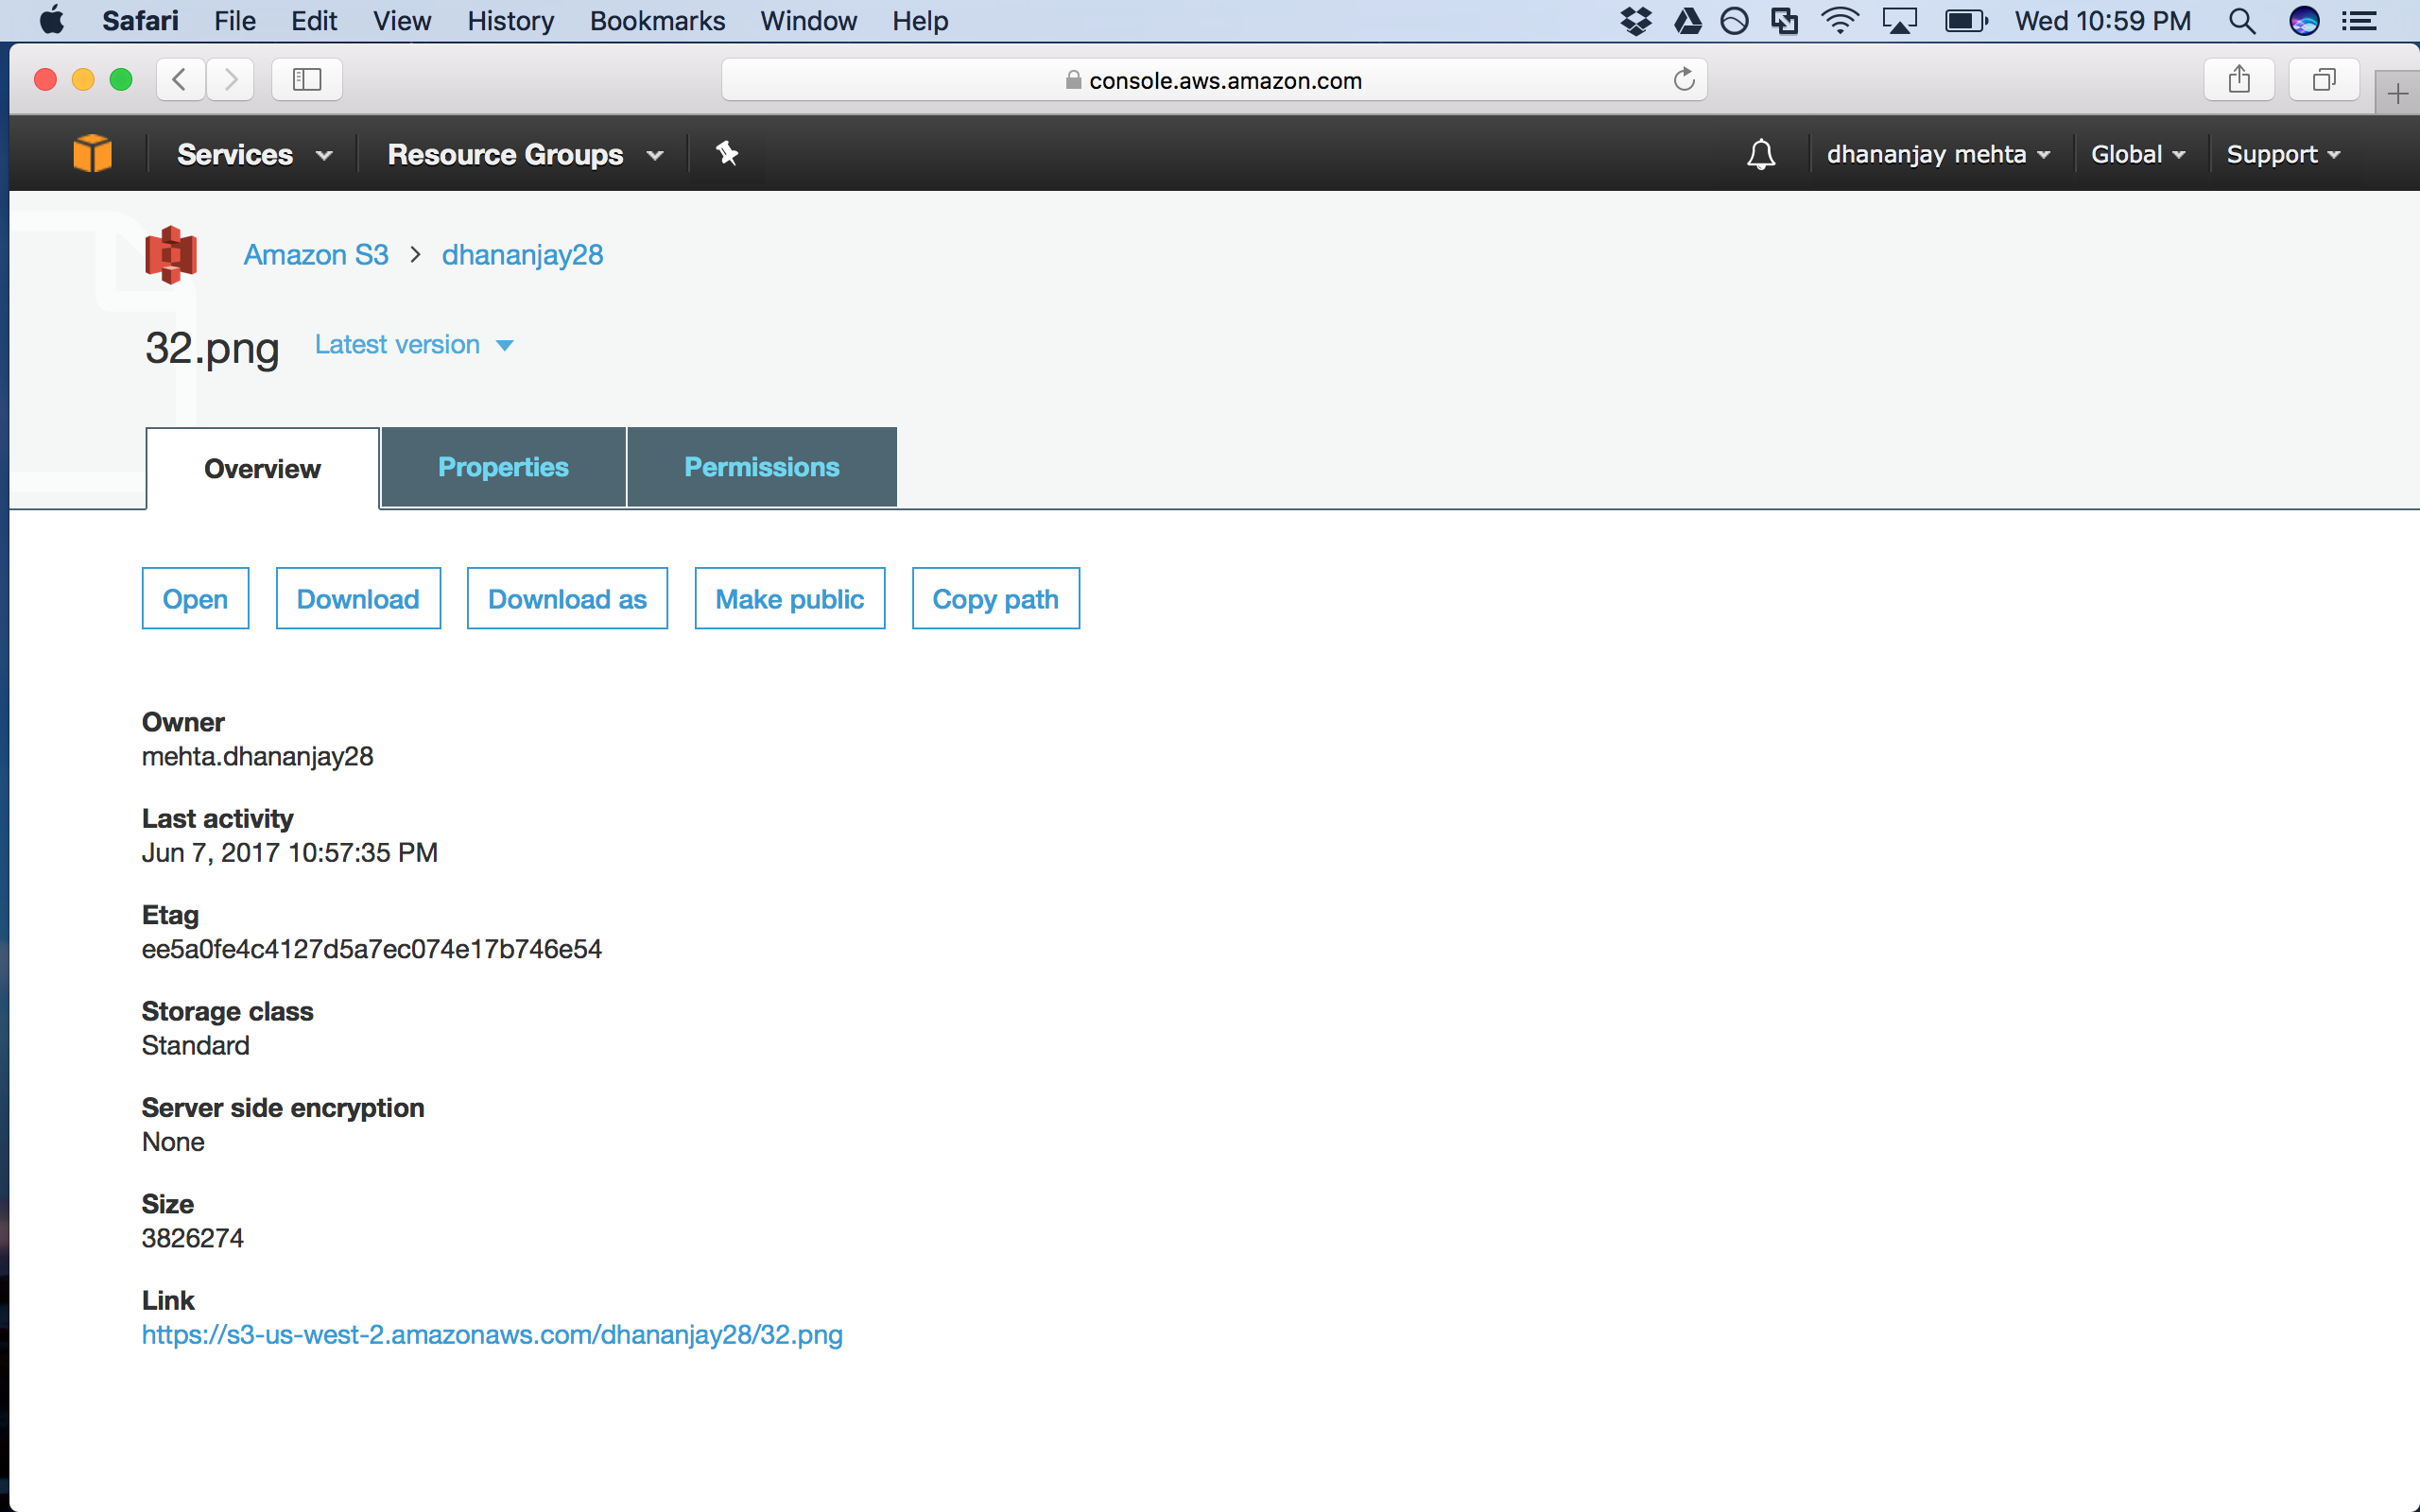 Safari File Edit View History Bookmarks Window Help Wed 10:59 PM
console.aws.amazon.com
Services Resource Groups dhananjay mehta Global Support
Amazon S3 > dhananjay28
32.png Latest version
Overview Properties Permissions
Open Download Download as Make public Copy path
Owner
mehta.dhananjay28
Last activity
Jun 7, 2017 10:57:35 PM
Etag
ee5a0fe4c4127d5a7ec074e17b746e54
Storage class
Standard
Server side encryption
None
Size
3826274
Link
https://s3-us-west-2.amazonaws.com/dhananjay28/32.png